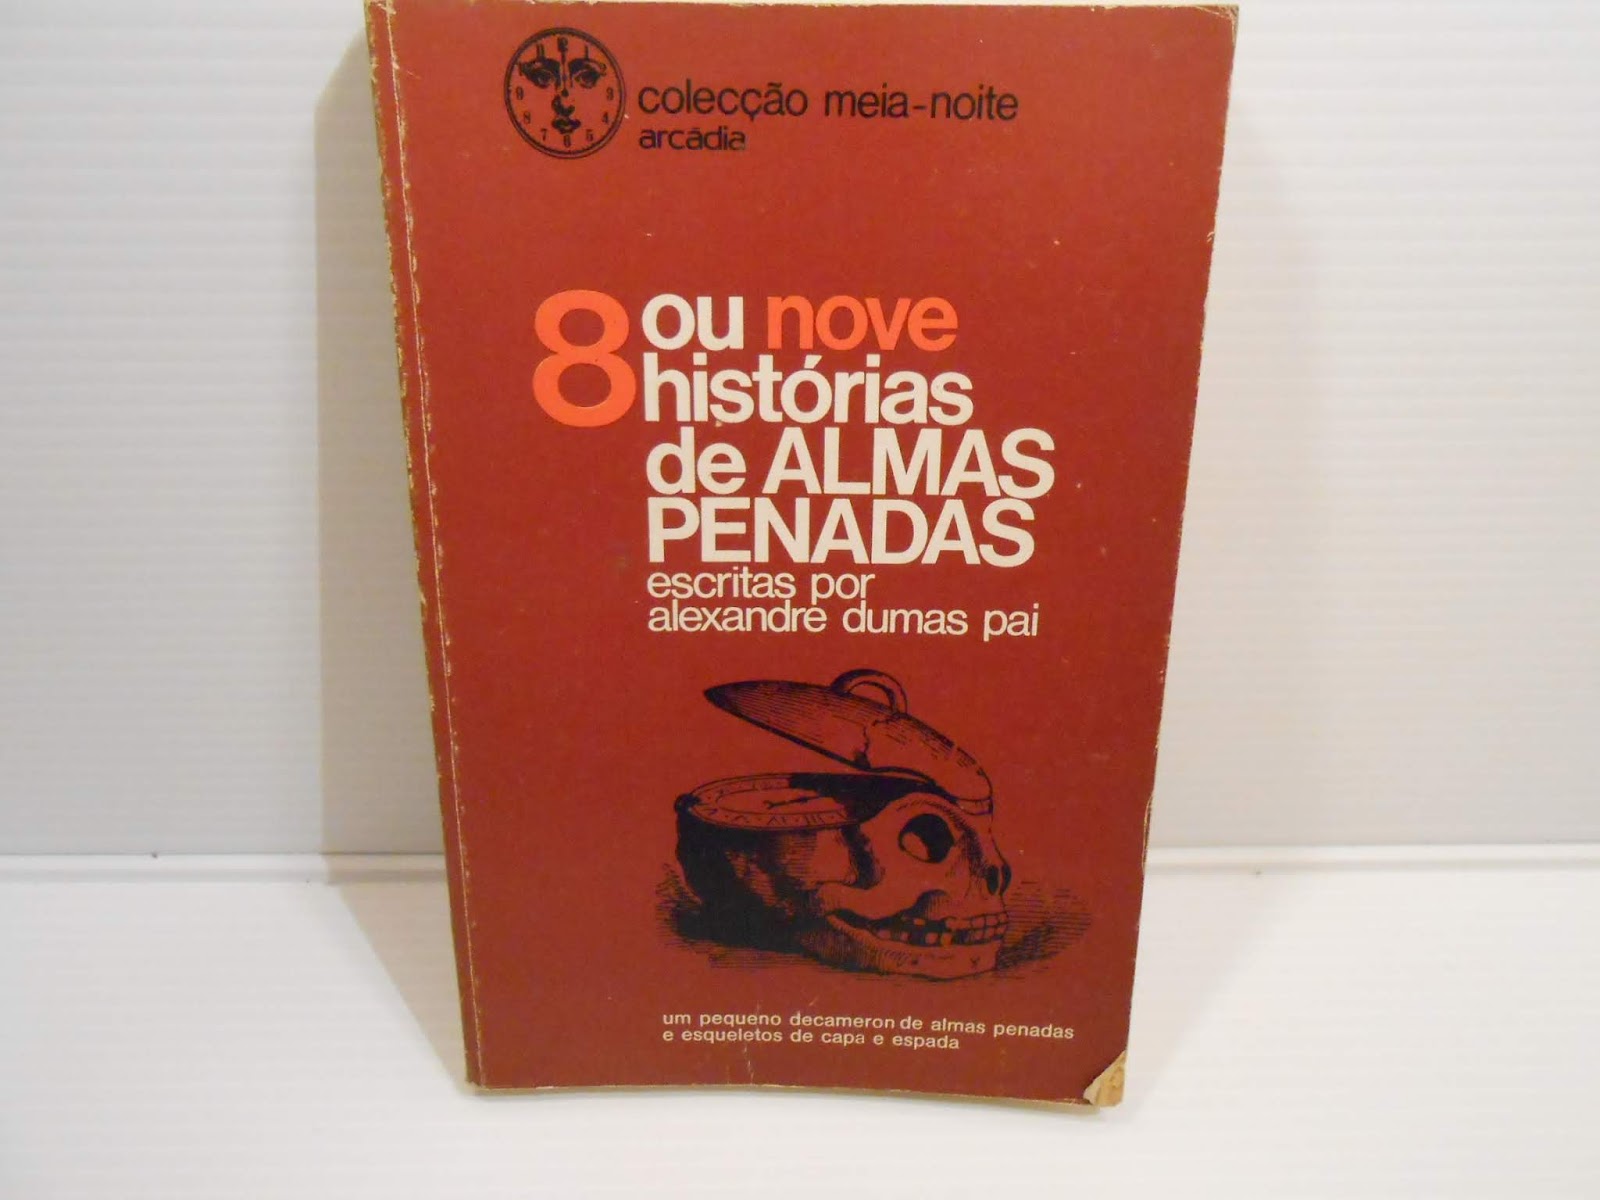 colecção meia-noite
arcádia
8 ou nove
histórias
de ALMAS
PENADAS
escritas por
alexandre dumas pai
um pequeno decameron de almas penadas
e esqueletos de capa e espada